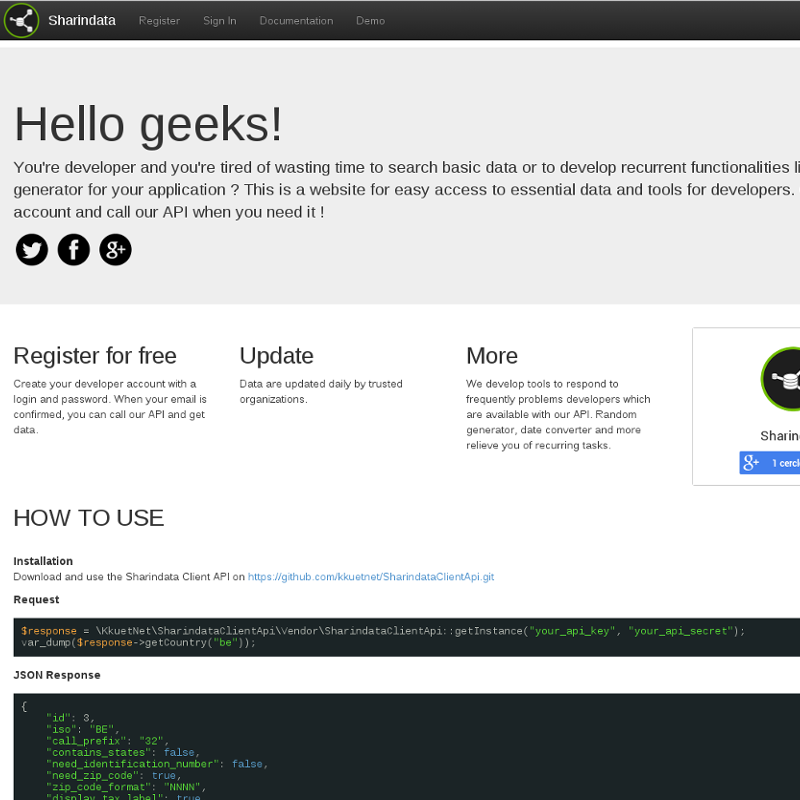 Sharindata Register Sign In Documentation Demo
Hello geeks!
You're developer and you're tired of wasting time to search basic data or to develop recurrent functionalities li
generator for your application ? This is a website for easy access to essential data and tools for developers.
account and call our API when you need it !
Register for free
Create your developer account with a
login and password. When your email is
confirmed, you can call our API and get
data.
Update
Data are updated daily by trusted
organizations.
More
We develop tools to respond to
frequently problems developers which
are available with our API. Random
generator, date converter and more
relieve you of recurring tasks.
Sharin
g+ 1 cercl
HOW TO USE
Installation
Download and use the Sharindata Client API on https://github.com/kkuetnet/SharindataClientApi.git
Request
$response = \KkuetNet\SharindataClientApi\Vendor\SharindataClientApi::getInstance("your_api_key", "your_api_secret");
var_dump($response->getCountry("be"));
JSON Response
{
"id": 3,
"iso": "BE",
"call_prefix": "32",
"contains_states": false,
"need_identification_number": false,
"need_zip_code": true,
"zip_code_format": "NNNN",
"display_tax_label": true